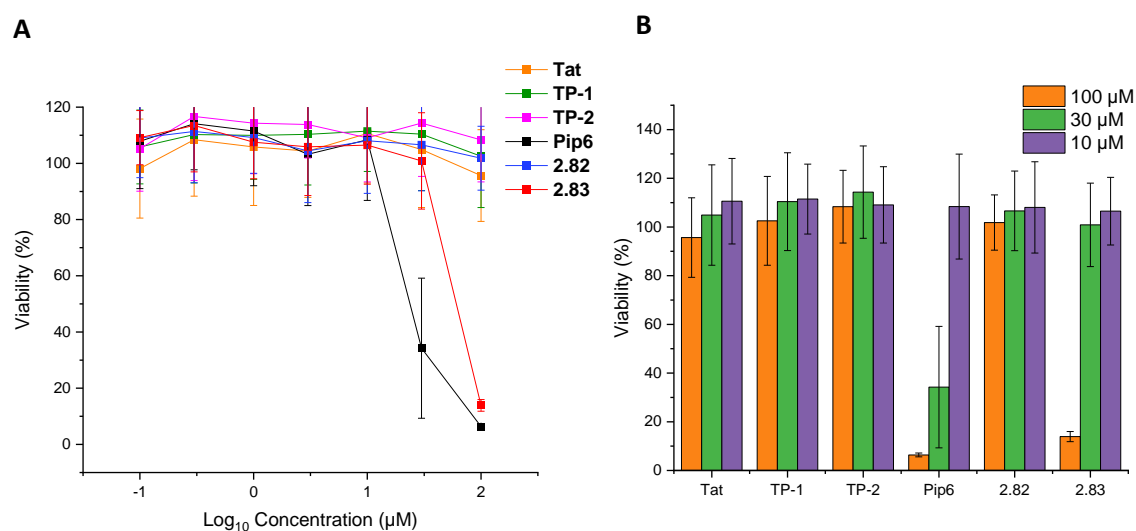 A
Tat
TP-1
TP-2
Pip6
2.82
2.83
120
100
80
60
40
20
0
Viability (%)
-1 0 1 2
Log10 Concentration (µM)
B
100 µM
30 µM
10 µM
140
120
100
80
60
40
20
0
Viability (%)
Tat TP-1 TP-2 Pip6 2.82 2.83